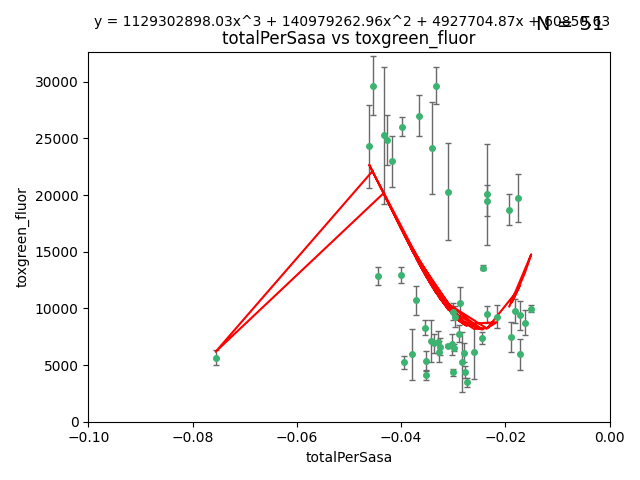 y = 1129302898.03x^3 + 140979262.96x^2 + 4927704.87x + 60850.63
N = 51
totalPerSasa vs toxgreen_fluor
30000
25000
20000
15000
10000
5000
0
toxgreen_fluor
−0.10 −0.08 −0.06 −0.04 −0.02 0.00
totalPerSasa